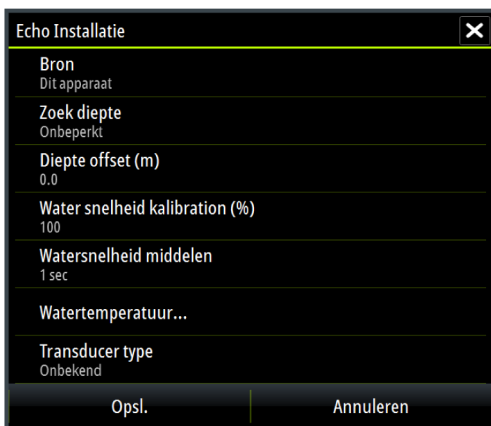 Echo Installatie
Bron
Dit apparaat
Zoek diepte
Onbeperkt
Diepte offset (m)
0.0
Water snelheid kalibration (%)
100
Watersnelheid middelen
1 sec
Watertemperatuur...
Transducer type
Onbekend
Opsl.
Annuleren